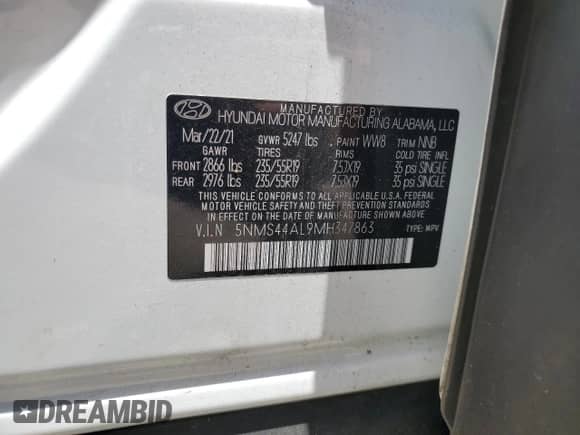 MANUFACTURED BY
HYUNDAI MOTOR MANUFACTURING ALABAMA, LLC
Mar/22/21 GVWR 5247 lbs . PAINT WW8 TRIM NNB
GAWR TIRES RIMS COLD TIRE INFL
FRONT 2866 lbs 235/55R19 7.5JX19 35 psi SINGLE
REAR 2976 lbs 235/55R19 7.5JX19 35 psi SINGLE
THIS VEHICLE CONFORMS TO ALL APPLICABLE U.S.A. FEDERAL
MOTOR VEHICLE SAFETY STANDARDS
IN EFFECT ON THE DATE OF MANUFACTURE SHOWN ABOVE
V.I.N 5NMS44AL9MH347863
TYPE: MPV
DREAMBID